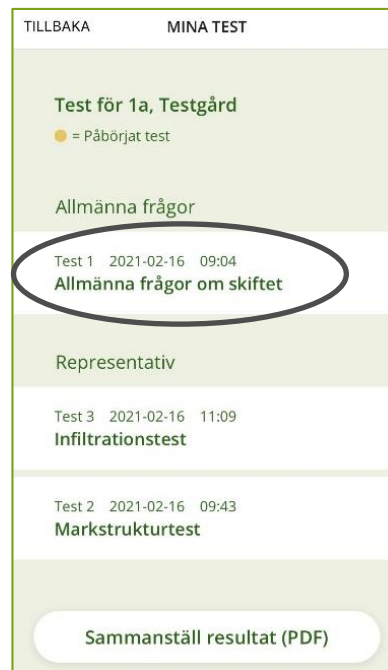 TILLBAKA MINA TEST
Test för 1a, Testgård
= Påbörjat test
Allmänna frågor
Test 1 2021-02-16 09:04
Allmänna frågor om skiftet
Representativ
Test 3 2021-02-16 11:09
Infiltrationstest
Test 2 2021-02-16 09:43
Markstrukturtest
Sammanställ resultat (PDF)